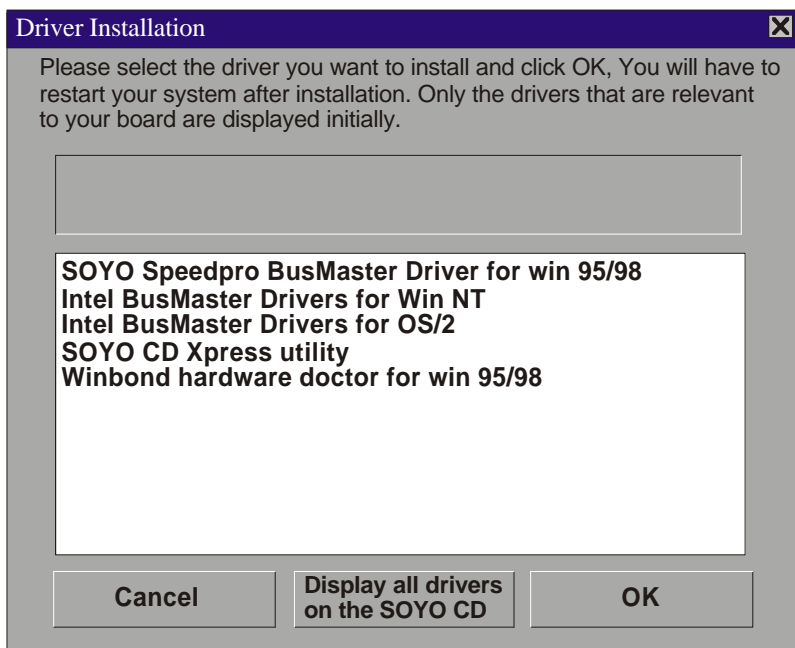 Driver Installation
Please select the driver you want to install and click OK, You will have to
restart your system after installation. Only the drivers that are relevant
to your board are displayed initially.
SOYO Speedpro BusMaster Driver for win 95/98
Intel BusMaster Drivers for Win NT
Intel BusMaster Drivers for OS/2
SOYO CD Xpress utility
Winbond hardware doctor for win 95/98
Cancel
Display all drivers
on the SOYO CD
OK